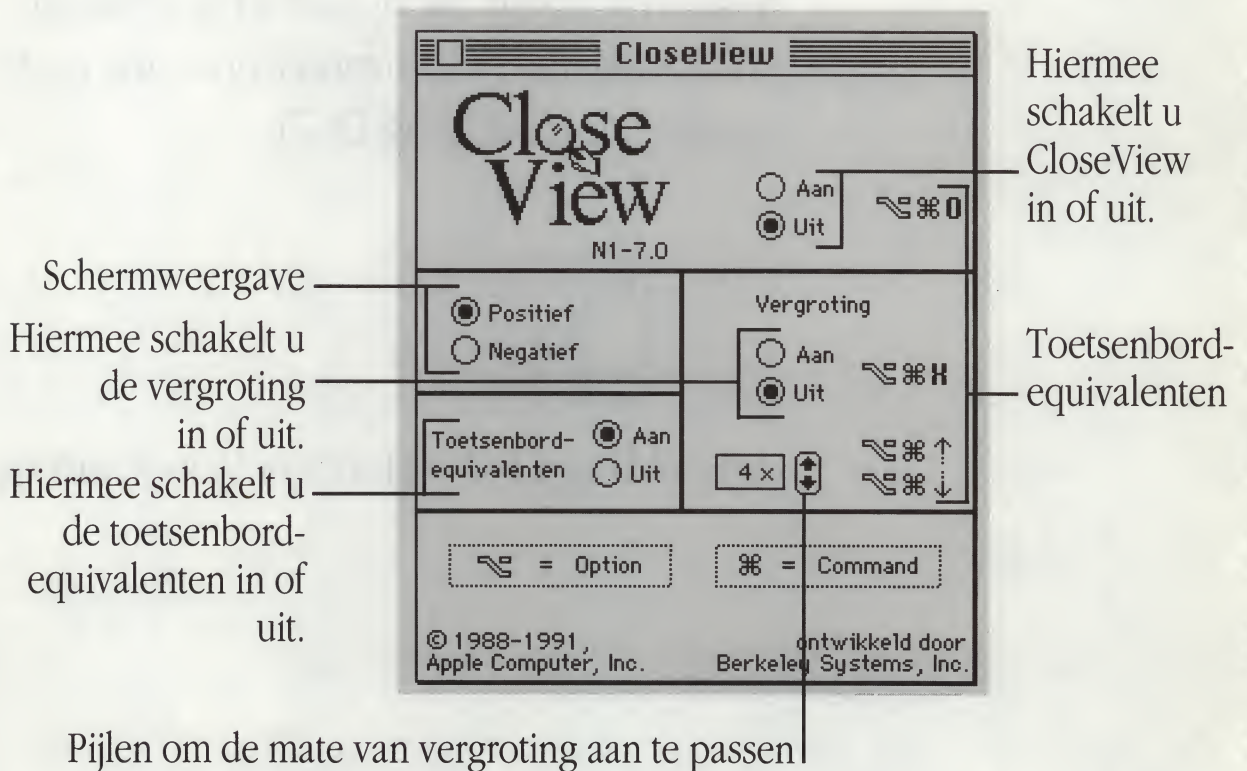 CloseView
Close
View
N1-7.0
Aan
Uit
⌥⌘O
Hiermee
schakelt u
CloseView
in of uit.
Schermweergave
Positief
Negatief
Hiermee schakelt u
de vergroting
in of uit.
Vergroting
Aan
Uit
⌥⌘X
Toetsenbord-
equivalenten
Hiermee schakelt u
de toetsenbord-
equivalenten in of
uit.
Toetsenbord-
equivalenten
Aan
Uit
4 x
⌥⌘↑
⌥⌘↓
⌥ = Option
⌘ = Command
© 1988-1991,
Apple Computer, Inc.
ontwikkeld door
Berkeley Systems, Inc.
Pijlen om de mate van vergroting aan te passen